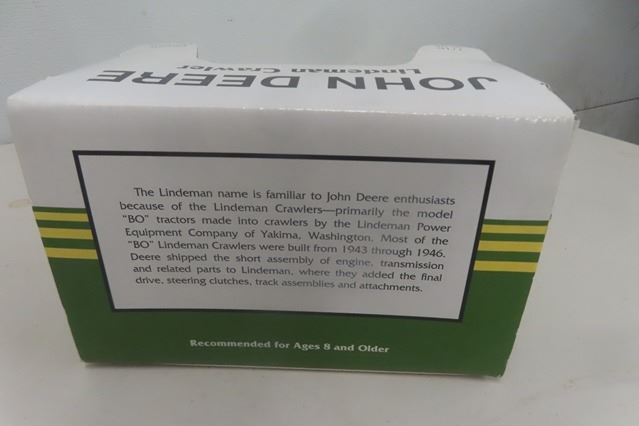 JOHN DEERE
Lindeman Crawler
The Lindeman name is familiar to John Deere enthusiasts
because of the Lindeman Crawlers—primarily the model
"BO" tractors made into crawlers by the Lindeman Power
Equipment Company of Yakima, Washington. Most of the
"BO" Lindeman Crawlers were built from 1943 through 1946.
Deere shipped the short assembly of engine, transmission
and related parts to Lindeman, where they added the final
drive, steering clutches, track assemblies and attachments.
Recommended for Ages 8 and Older